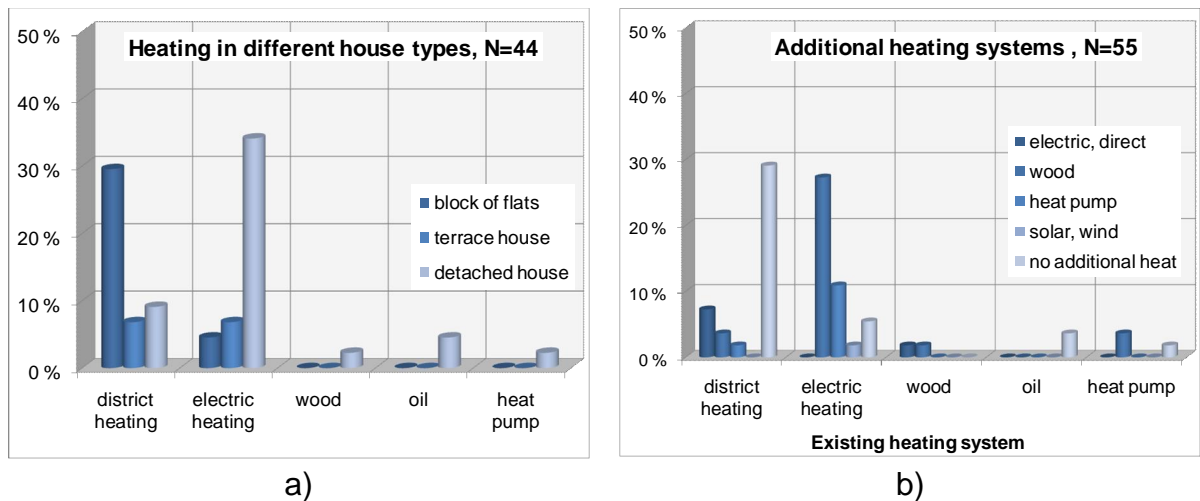 Heating in different house types, N=44
50 %
40 %
30 %
20 %
10 %
0 %
block of flats
terrace house
detached house
district
heating
electric
heating
wood
oil
heat
pump
a)
Additional heating systems , N=55
50 %
40 %
30 %
20 %
10 %
0 %
electric, direct
wood
heat pump
solar, wind
no additional heat
district
heating
electric
heating
wood
oil
heat pump
Existing heating system
b)